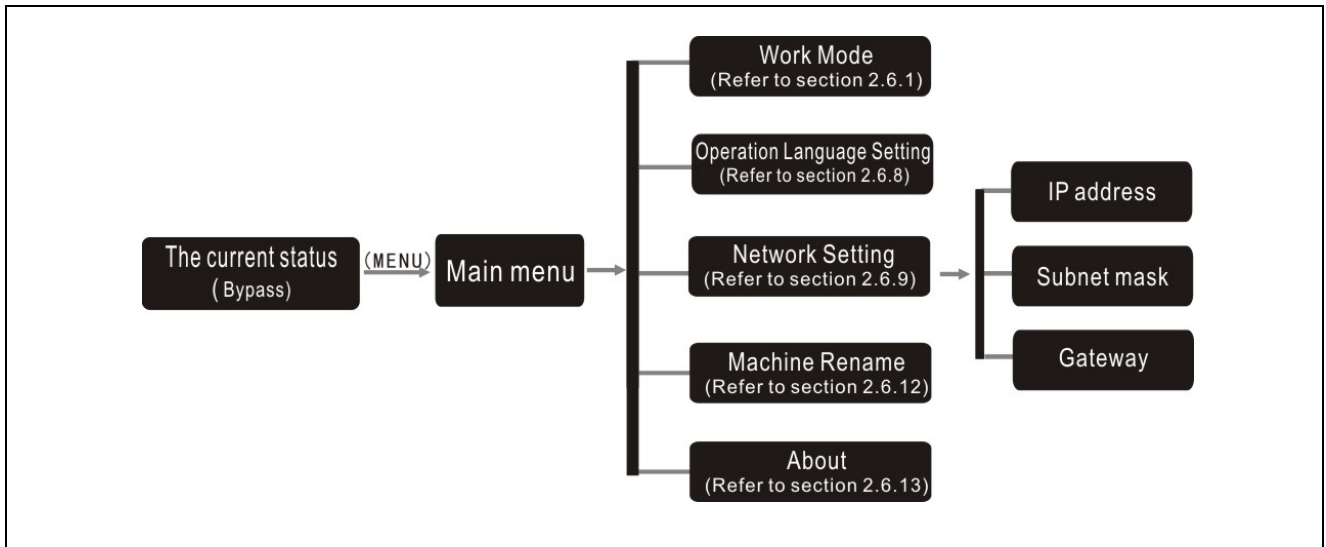 The current status
( Bypass)
(MENU)
Main menu
Work Mode
(Refer to section 2.6.1)
Operation Language Setting
(Refer to section 2.6.8)
Network Setting
(Refer to section 2.6.9)
Machine Rename
(Refer to section 2.6.12)
About
(Refer to section 2.6.13)
IP address
Subnet mask
Gateway